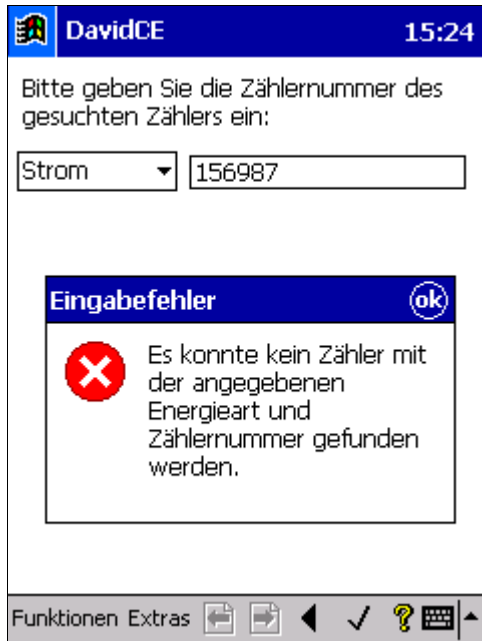 DavidCE 15:24
Bitte geben Sie die Zählernummer des
gesuchten Zählers ein:
Strom 156987
Eingabefehler ok
Es konnte kein Zähler mit
der angegebenen
Energieart und
Zählernummer gefunden
werden.
Funktionen Extras